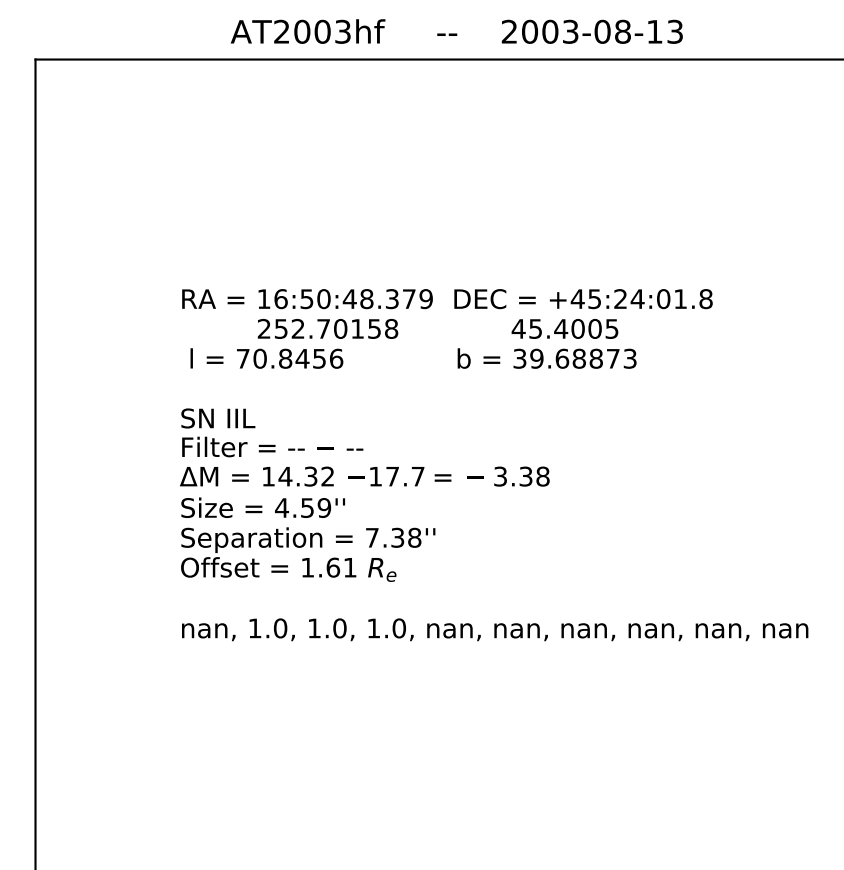 AT2003hf -- 2003-08-13
RA = 16:50:48.379 DEC = +45:24:01.8
252.70158 45.4005
l = 70.8456 b = 39.68873
SN IIL
Filter = -- − --
ΔM = 14.32 −17.7 = − 3.38
Size = 4.59''
Separation = 7.38''
Offset = 1.61 Re
nan, 1.0, 1.0, 1.0, nan, nan, nan, nan, nan, nan